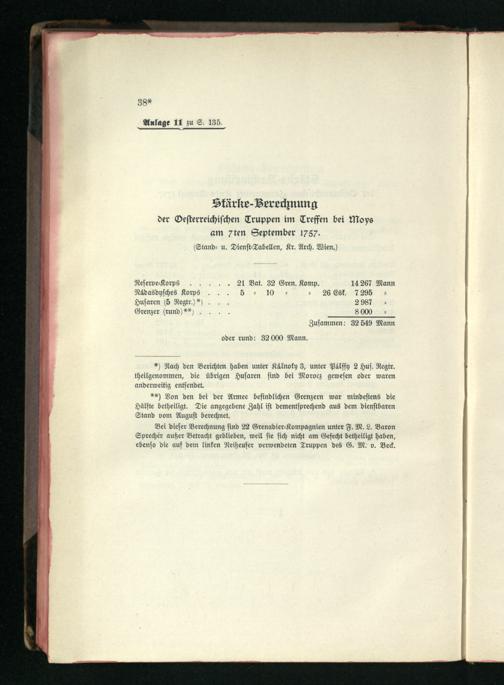 38*
Anlage 11 zu S. 135.
Stärke-Berechnung
der Oesterreichischen Truppen im Treffen bei Moys
am 7ten September 1757.
(Stand- u. Dienst-Tabellen, Kr. Arch. Wien.)
Reserve-Korps . . . . . 21 Bat. 32 Gren. Komp. 14 267 Mann
Nádasdysches Korps . . . 5 " 10 " " 26 Esk. 7 295 "
Husaren (5 Regtr.)*) . . . 2 987 "
Grenzer (rund)**) . . . . 8 000 "
Zusammen: 32 549 Mann
oder rund: 32 000 Mann.
*) Nach den Berichten haben unter Kálnoky 3, unter Pálffy 2 Hus. Regtr.
theilgenommen, die übrigen Husaren sind bei Morocz gewesen oder waren
anderweitig entsendet.
**) Von den bei der Armee befindlichen Grenzern war mindestens die
Hälfte betheiligt. Die angegebene Zahl ist dementsprechend aus dem dienstbaren
Stand vom August berechnet.
Bei dieser Berechnung sind 22 Grenadier-Kompagnien unter F. M. L. Baron
Sprecher außer Betracht geblieben, weil sie sich nicht am Gefecht betheiligt haben,
ebenso die auf dem linken Neißeufer verwendeten Truppen des G. M. v. Beck.